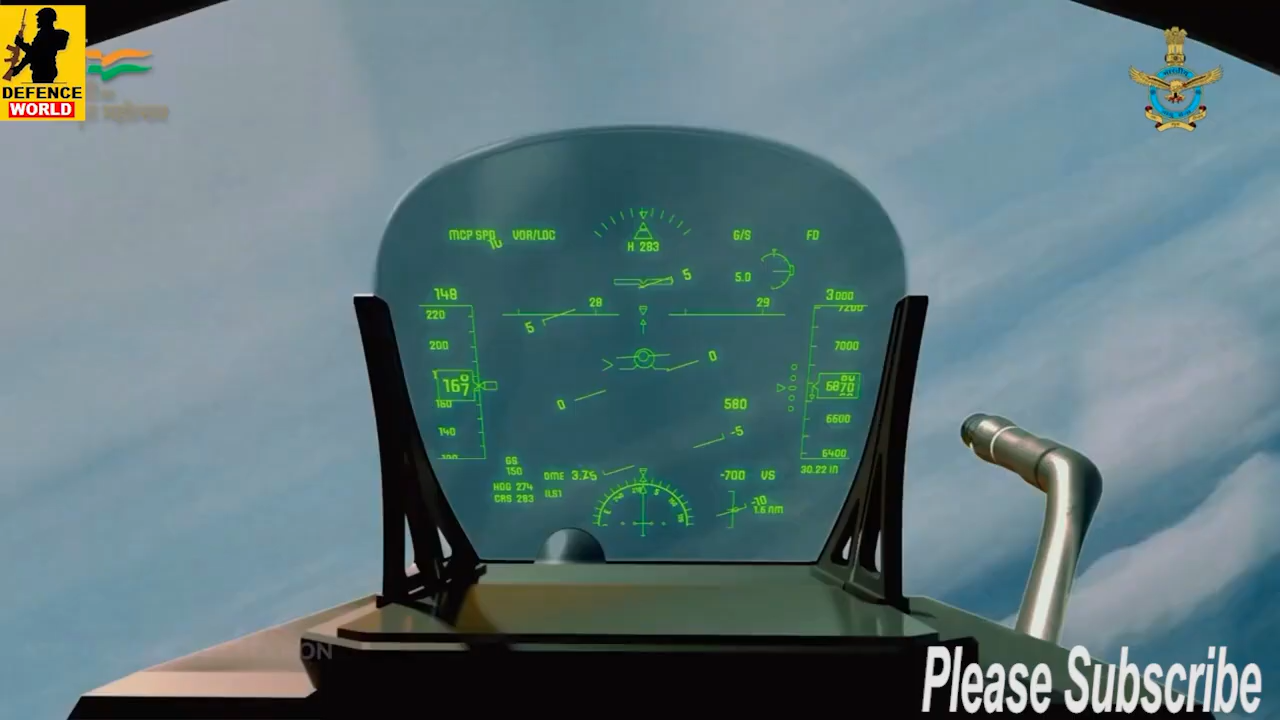 DEFENCE
WORLD
MCP SPD VOR/LOC
G/S FD
H 283
5.0
5
148
3000
28
29
220
7200
5
200
7000
0
167
6870
160
0
580
6600
140
-5
6400
30.22 IN
GS
150
DME 3.75
-700 VS
HDG 274
ILS1
CRS 283
-10
1.6 nm
ON
Please Subscribe